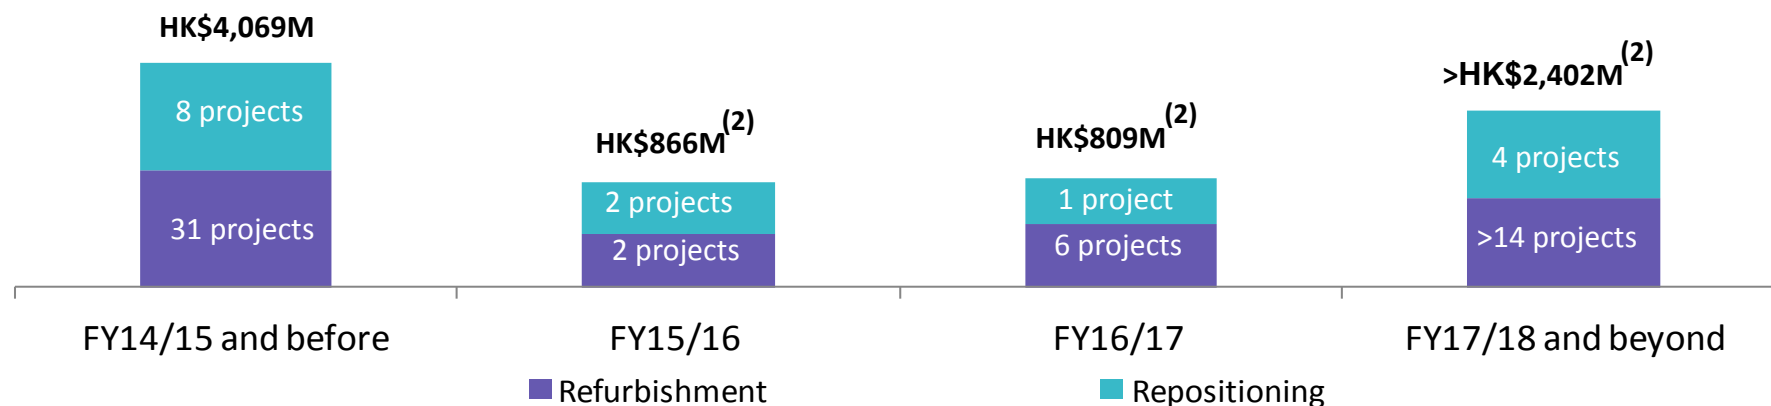 HK$4,069M
8 projects
31 projects
HK$866M(2)
2 projects
2 projects
HK$809M(2)
1 project
6 projects
>HK$2,402M(2)
4 projects
>14 projects
FY14/15 and before
FY15/16
FY16/17
FY17/18 and beyond
Refurbishment
Repositioning